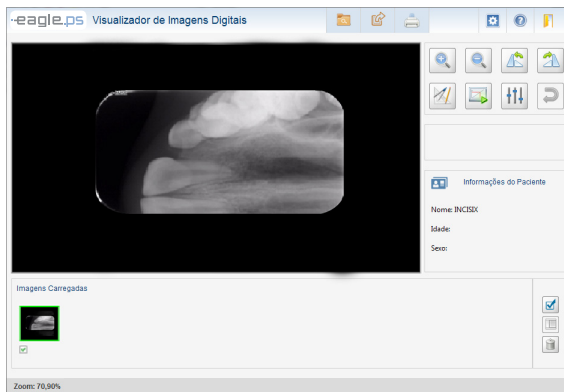 eagle.ps Visualizador de Imagens Digitais
Informações do Paciente
Nome: INCISIX
Idade:
Sexo:
Imagens Carregadas
Zoom: 70,90%